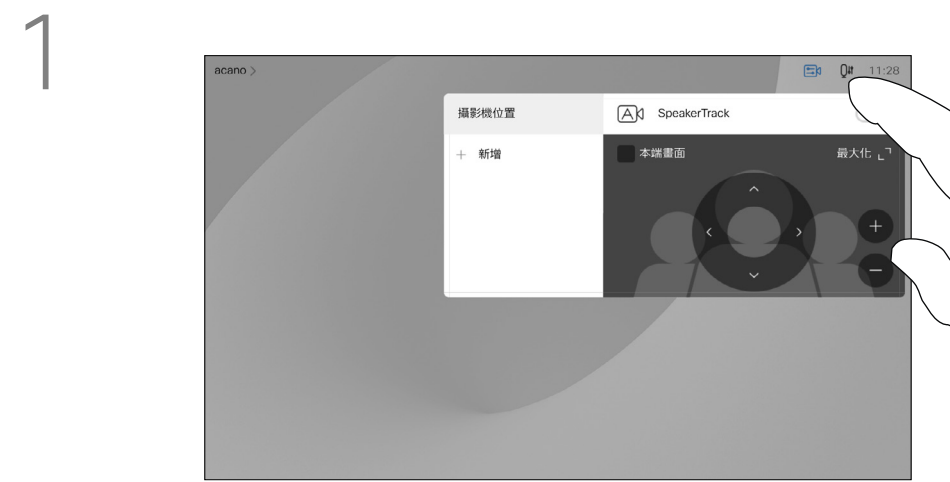 1
acano >
11:28
攝影機位置
SpeakerTrack
+ 新增
本端畫面
最大化